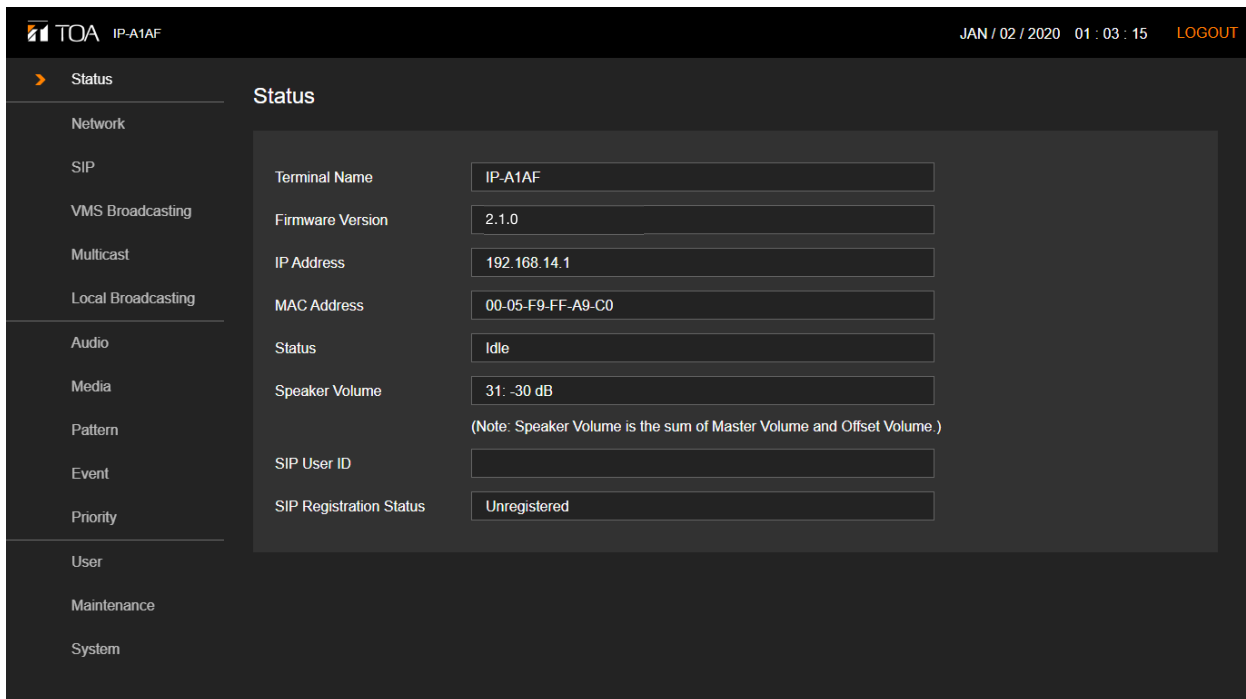 TOA IP-A1AF JAN / 02 / 2020 01 : 03 : 15 LOGOUT
Status
Network
SIP
VMS Broadcasting
Multicast
Local Broadcasting
Audio
Media
Pattern
Event
Priority
User
Maintenance
System
Status
Terminal Name IP-A1AF
Firmware Version 2.1.0
IP Address 192.168.14.1
MAC Address 00-05-F9-FF-A9-C0
Status Idle
Speaker Volume 31: -30 dB
(Note: Speaker Volume is the sum of Master Volume and Offset Volume.)
SIP User ID
SIP Registration Status Unregistered